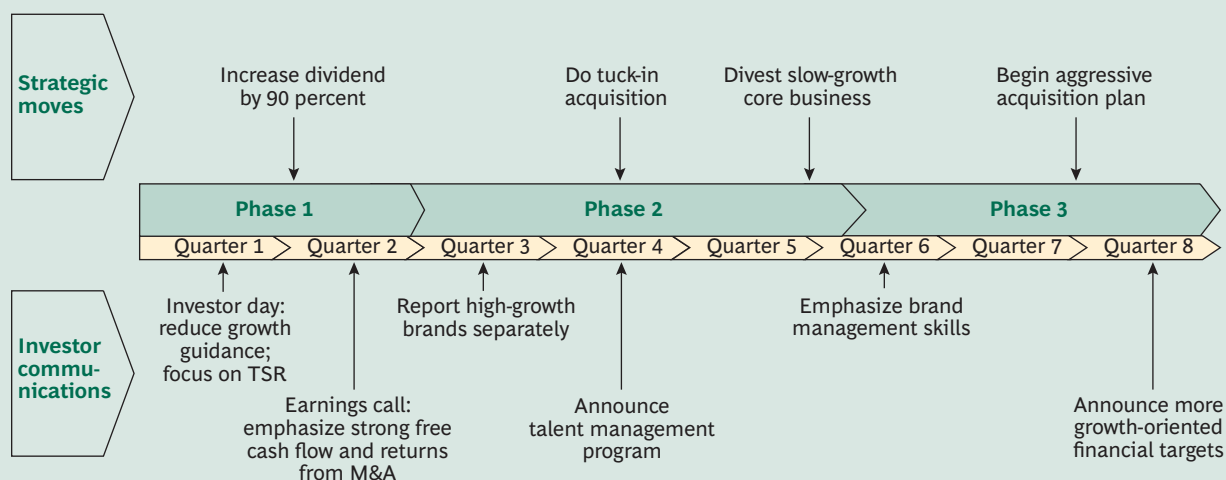 Strategic
moves
Increase dividend
by 90 percent
Do tuck-in
acquisition
Divest slow-growth
core business
Begin aggressive
acquisition plan
Phase 1
Phase 2
Phase 3
Quarter 1
Quarter 2
Quarter 3
Quarter 4
Quarter 5
Quarter 6
Quarter 7
Quarter 8
Investor
commu-
nications
Investor day:
reduce growth
guidance;
focus on TSR
Earnings call:
emphasize strong free
cash flow and returns
from M&A
Report high-growth
brands separately
Announce
talent management
program
Emphasize brand
management skills
Announce more
growth-oriented
financial targets